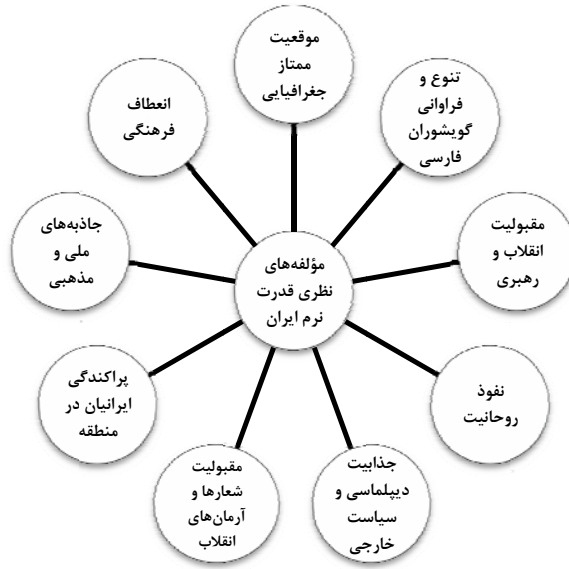 موقعیت
ممتاز
جغرافیایی
تنوع و
فراوانی
گویشوران
فارسی
مقبولیت
انقلاب و
رهبری
نفوذ
روحانیت
جذابیت
دیپلماسی و
سیاست
خارجی
مقبولیت
شعارها و
آرمان‌های
انقلاب
پراکندگی
ایرانیان در
منطقه
جاذبه‌های
ملی و
مذهبی
انعطاف
فرهنگی
مؤلفه‌های
نظری قدرت
نرم ایران